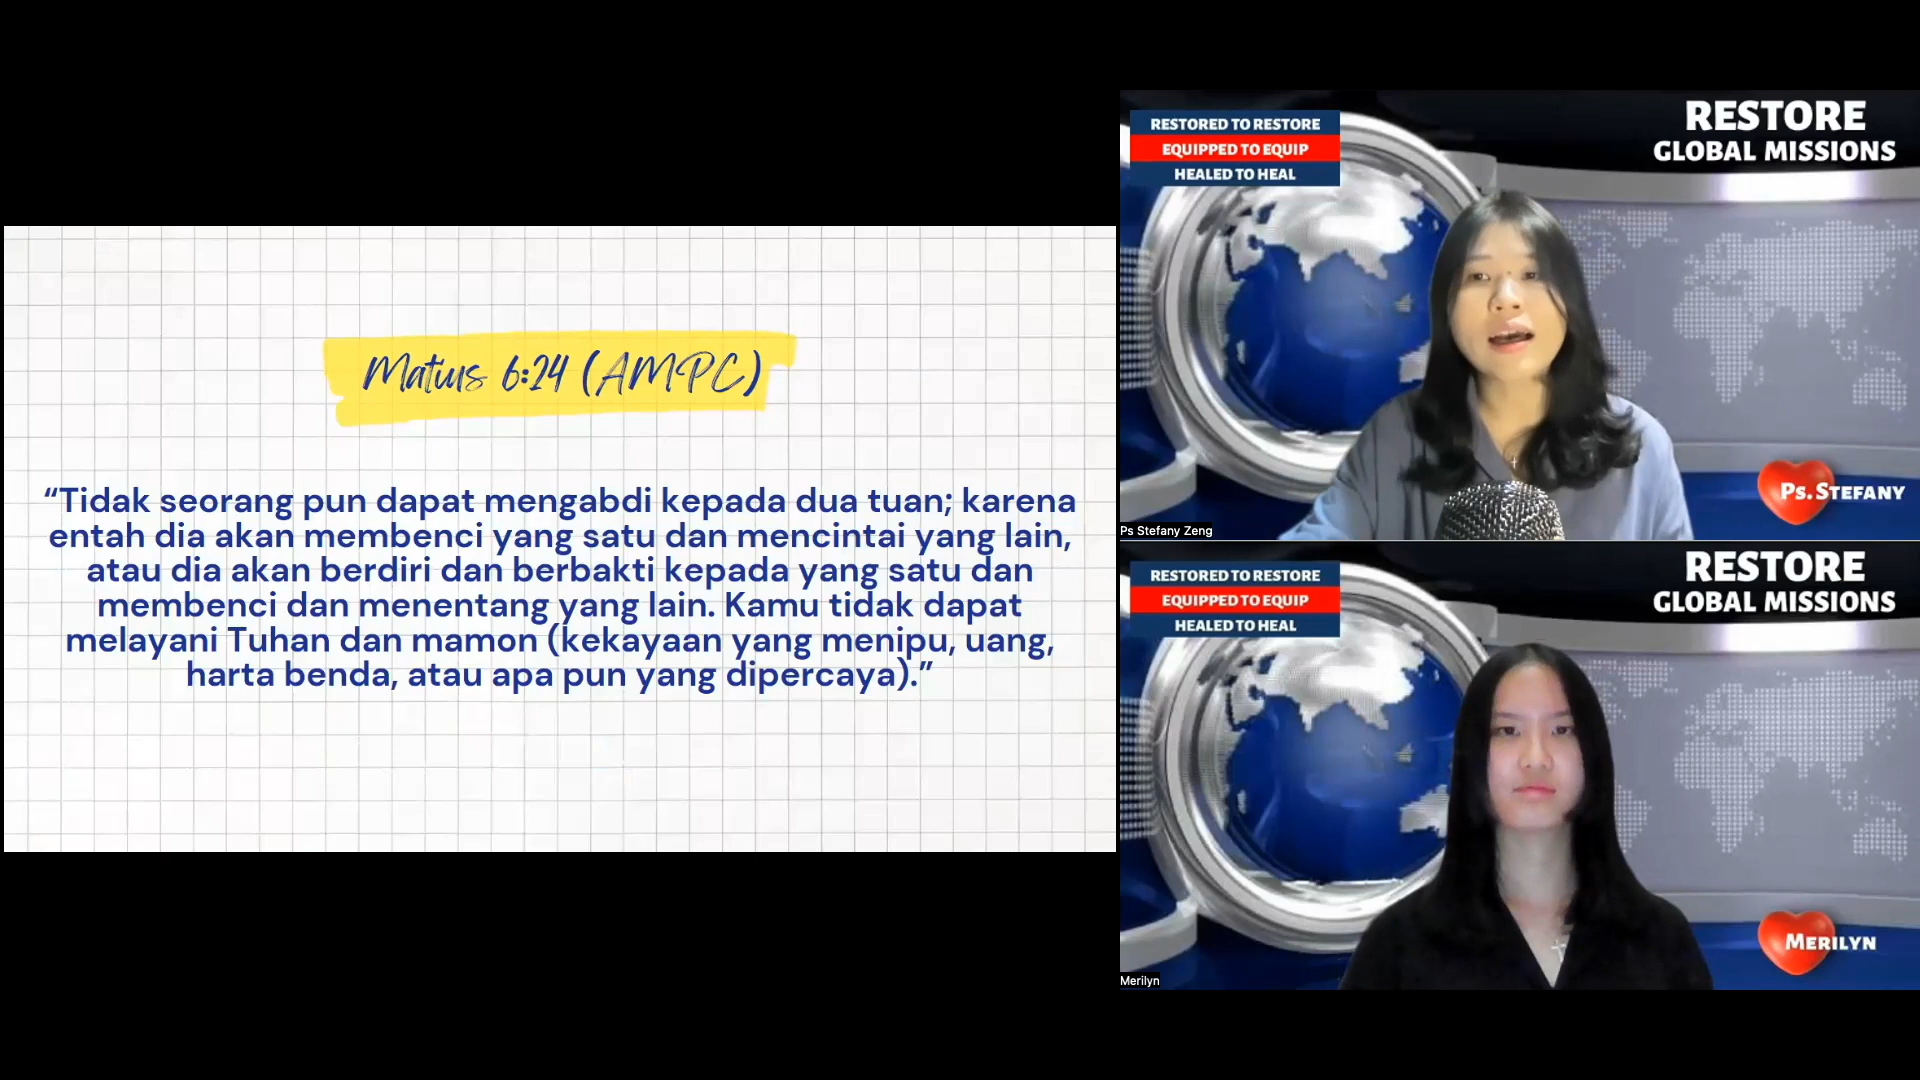 Matius 6:24 (AMPC)
“Tidak seorang pun dapat mengabdi kepada dua tuan; karena
entah dia akan membenci yang satu dan mencintai yang lain,
atau dia akan berdiri dan berbakti kepada yang satu dan
membenci dan menentang yang lain. Kamu tidak dapat
melayani Tuhan dan mamon (kekayaan yang menipu, uang,
harta benda, atau apa pun yang dipercaya).”
RESTORED TO RESTORE
EQUIPPED TO EQUIP
HEALED TO HEAL
RESTORE
GLOBAL MISSIONS
Ps. Stefany
Ps Stefany Zeng
RESTORED TO RESTORE
EQUIPPED TO EQUIP
HEALED TO HEAL
RESTORE
GLOBAL MISSIONS
Merilyn
Merilyn